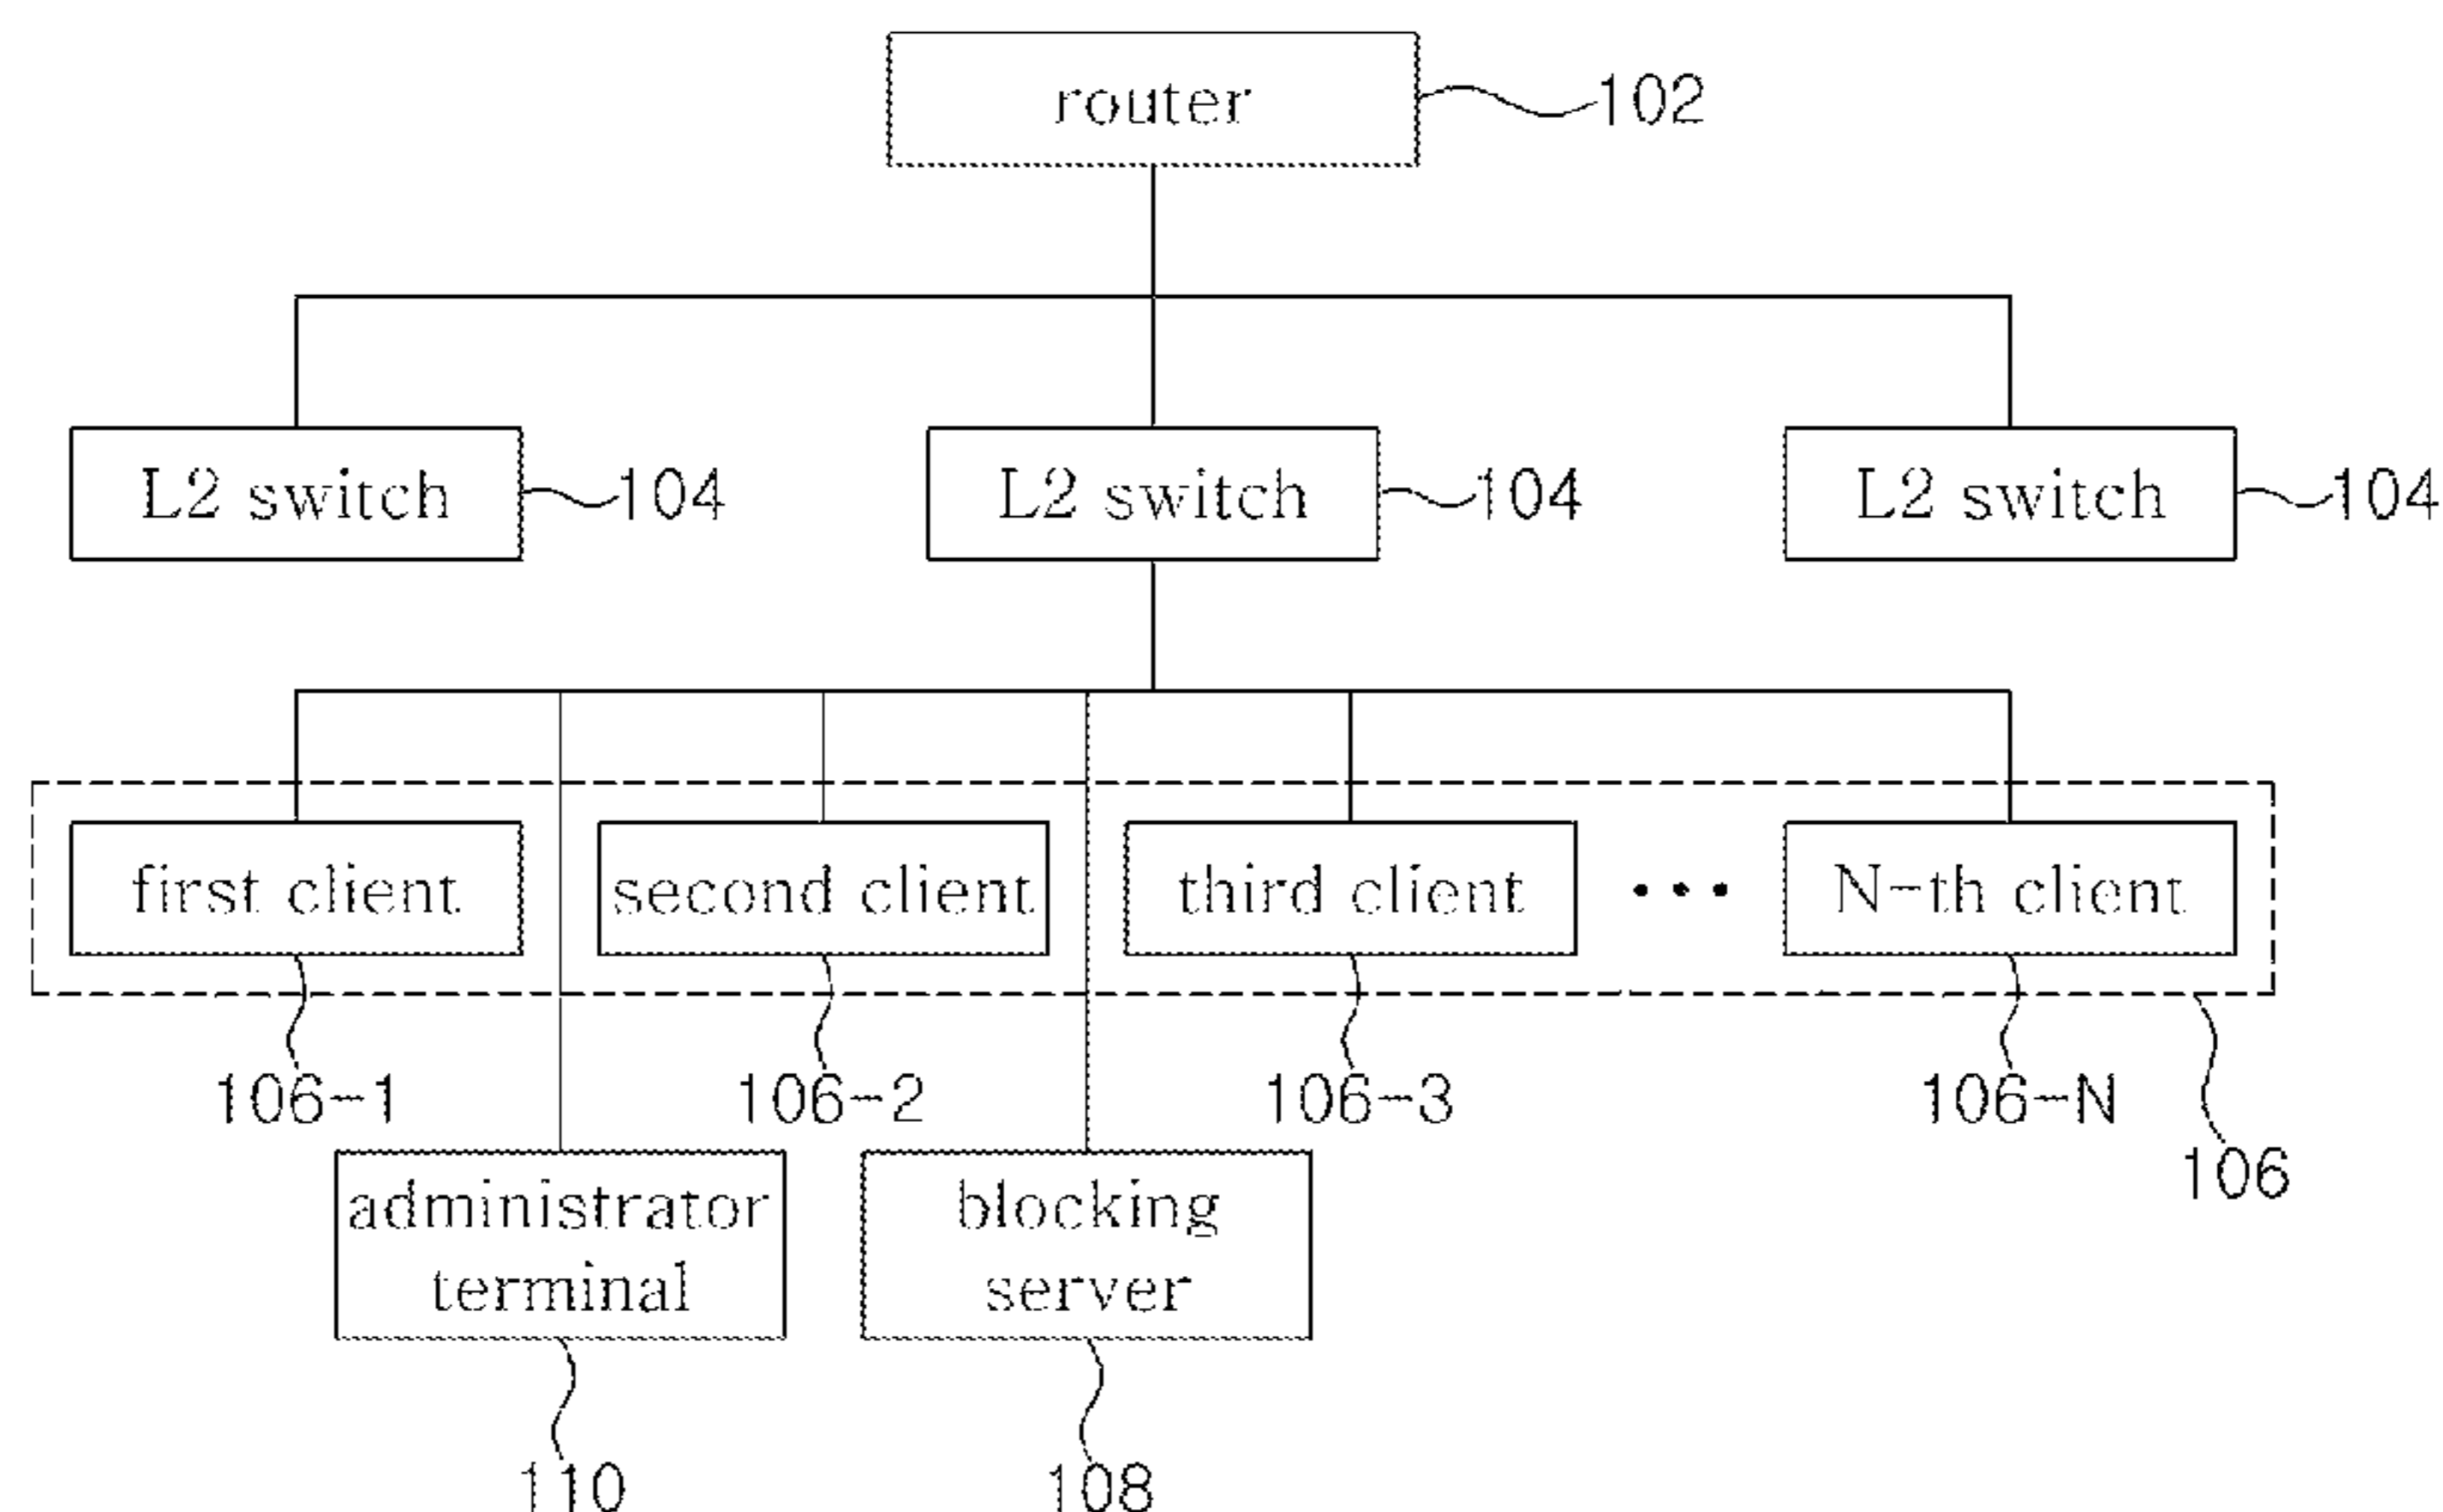 router
102
L2 switch
104
L2 switch
104
L2 switch
104
first client
second client
third client
•••
N-th client
106-1
106-2
106-3
106-N
106
administrator
terminal
blocking
server
110
108